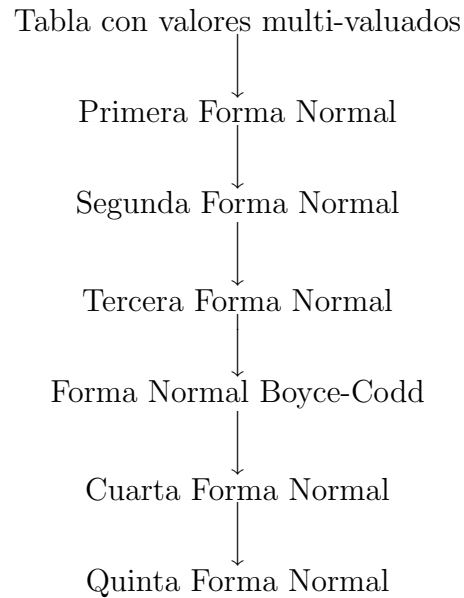 Tabla con valores multi-valuados
Primera Forma Normal
Segunda Forma Normal
Tercera Forma Normal
Forma Normal Boyce-Codd
Cuarta Forma Normal
Quinta Forma Normal